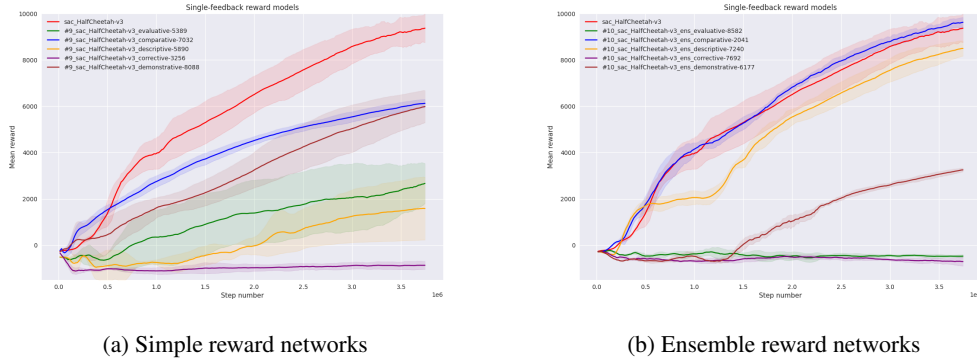 Single-feedback reward models
sac_HalfCheetah-v3
#9_sac_HalfCheetah-v3_evaluative-5389
#9_sac_HalfCheetah-v3_comparative-7032
#9_sac_HalfCheetah-v3_descriptive-5890
#9_sac_HalfCheetah-v3_corrective-3256
#9_sac_HalfCheetah-v3_demonstrative-8088
10000
8000
6000
4000
2000
0
Mean reward
0.0 0.5 1.0 1.5 2.0 2.5 3.0 3.5
1e6
Step number
(a) Simple reward networks
Single-feedback reward models
sac_HalfCheetah-v3
#10_sac_HalfCheetah-v3_ens_evaluative-8582
#10_sac_HalfCheetah-v3_ens_comparative-2041
#10_sac_HalfCheetah-v3_ens_descriptive-7240
#10_sac_HalfCheetah-v3_ens_corrective-7692
#10_sac_HalfCheetah-v3_ens_demonstrative-6177
10000
8000
6000
4000
2000
0
Mean reward
0.0 0.5 1.0 1.5 2.0 2.5 3.0 3.5
1e
Step number
(b) Ensemble reward networks